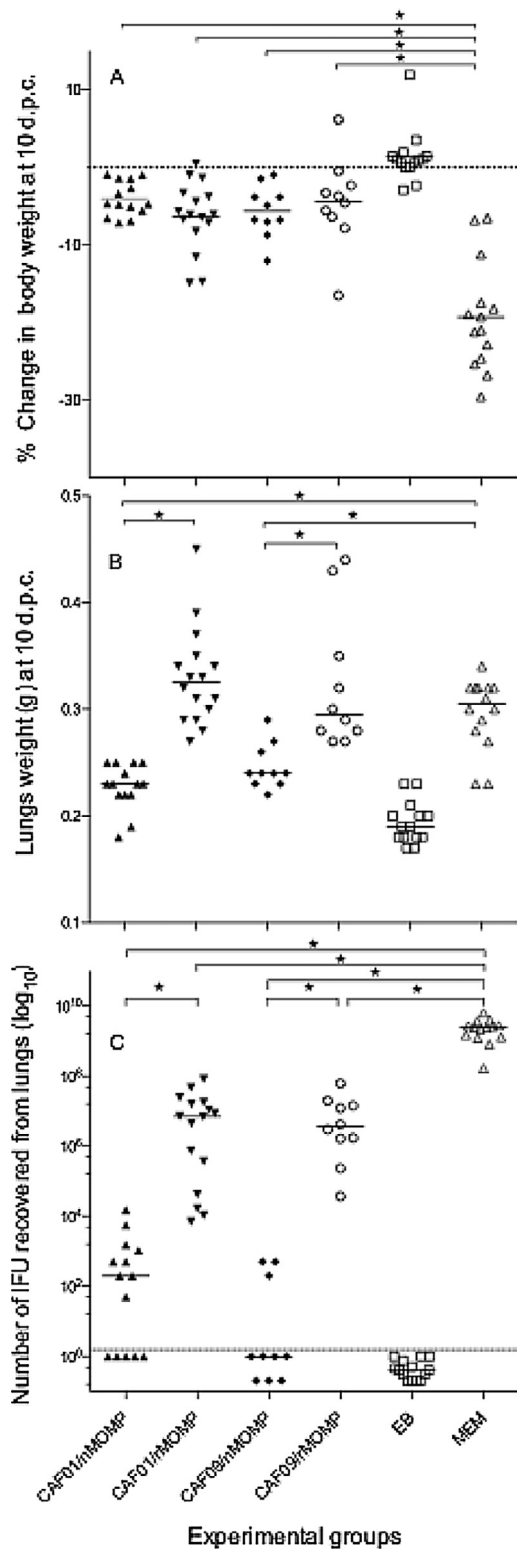 A
% Change in body weight at 10 d.p.c.
10
-10
-30
B
Lungs weight (g) at 10 d.p.c.
0.5
0.4
0.3
0.2
0.1
C
Number of IFU recovered from lungs (log10)
10^10
10^8
10^6
10^4
10^2
10^0
CAF01/nMOMP
CAF01/rMOMP
CAF09/nMOMP
CAF09/rMOMP
EB
MEM
Experimental groups